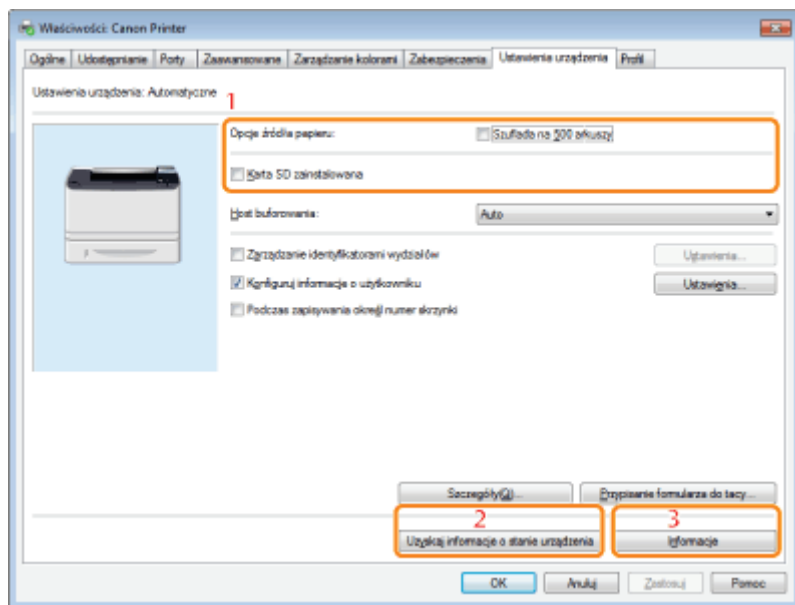 Właściwości: Canon Printer
Ogólne Udostępnianie Porty Zaawansowane Zarządzanie kolorami Zabezpieczenia Ustawienia urządzenia Profil
Ustawienia urządzenia: Automatyczne
1
Opcje źródła papieru: Szuflada na 500 arkuszy
Karta SD zainstalowana
Host buforowania: Auto
Zarządzanie identyfikatorami wydziałów Ustawienia...
Konfiguruj informacje o użytkowniku Ustawienia...
Podczas zapisywania określ numer skrzynki
Szczegóły(Q)... Przypisanie formularza do tacy...
2 3
Uzyskaj informacje o stanie urządzenia Informacje
OK Anuluj Zastosuj Pomoc